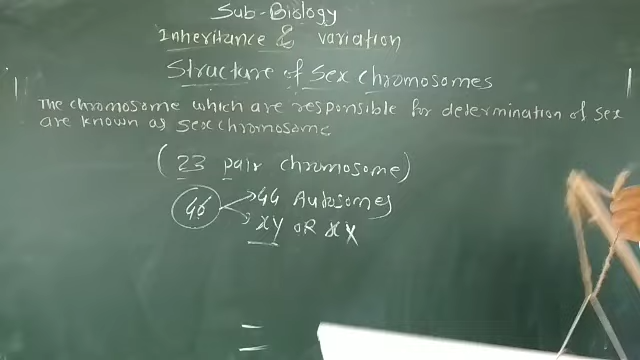 Sub-Biology
Inheritance & variation
Structure of Sex Chromosomes
The chromosome which are responsible for determination of sex
are known as sex chromosome
(23 pair chromosome)
46 44 Autosomes
XY OR XX